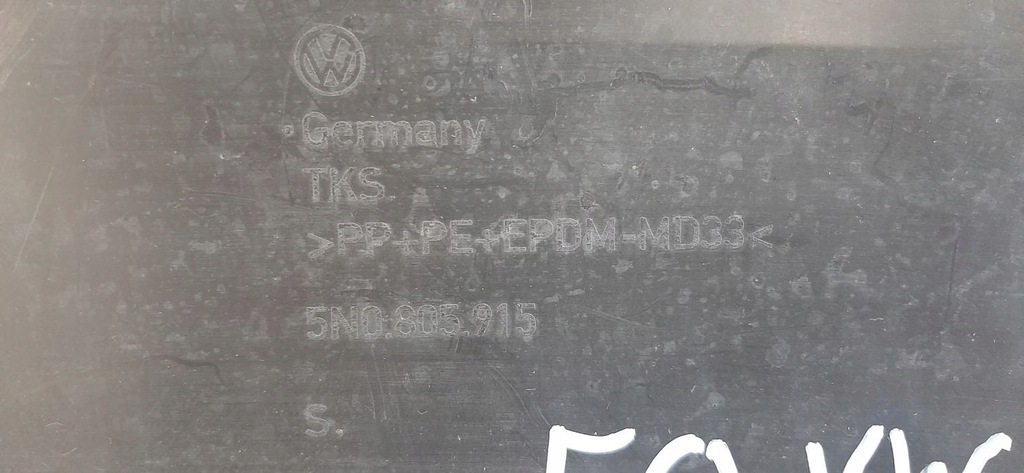 Germany
TKS
>PP+PE+EPDM-MD33<
5N0.805.915
S.